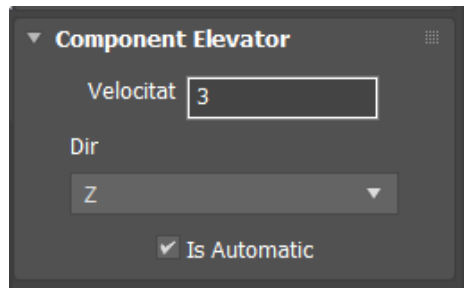 Component Elevator
Velocitat 3
Dir
Z
Is Automatic